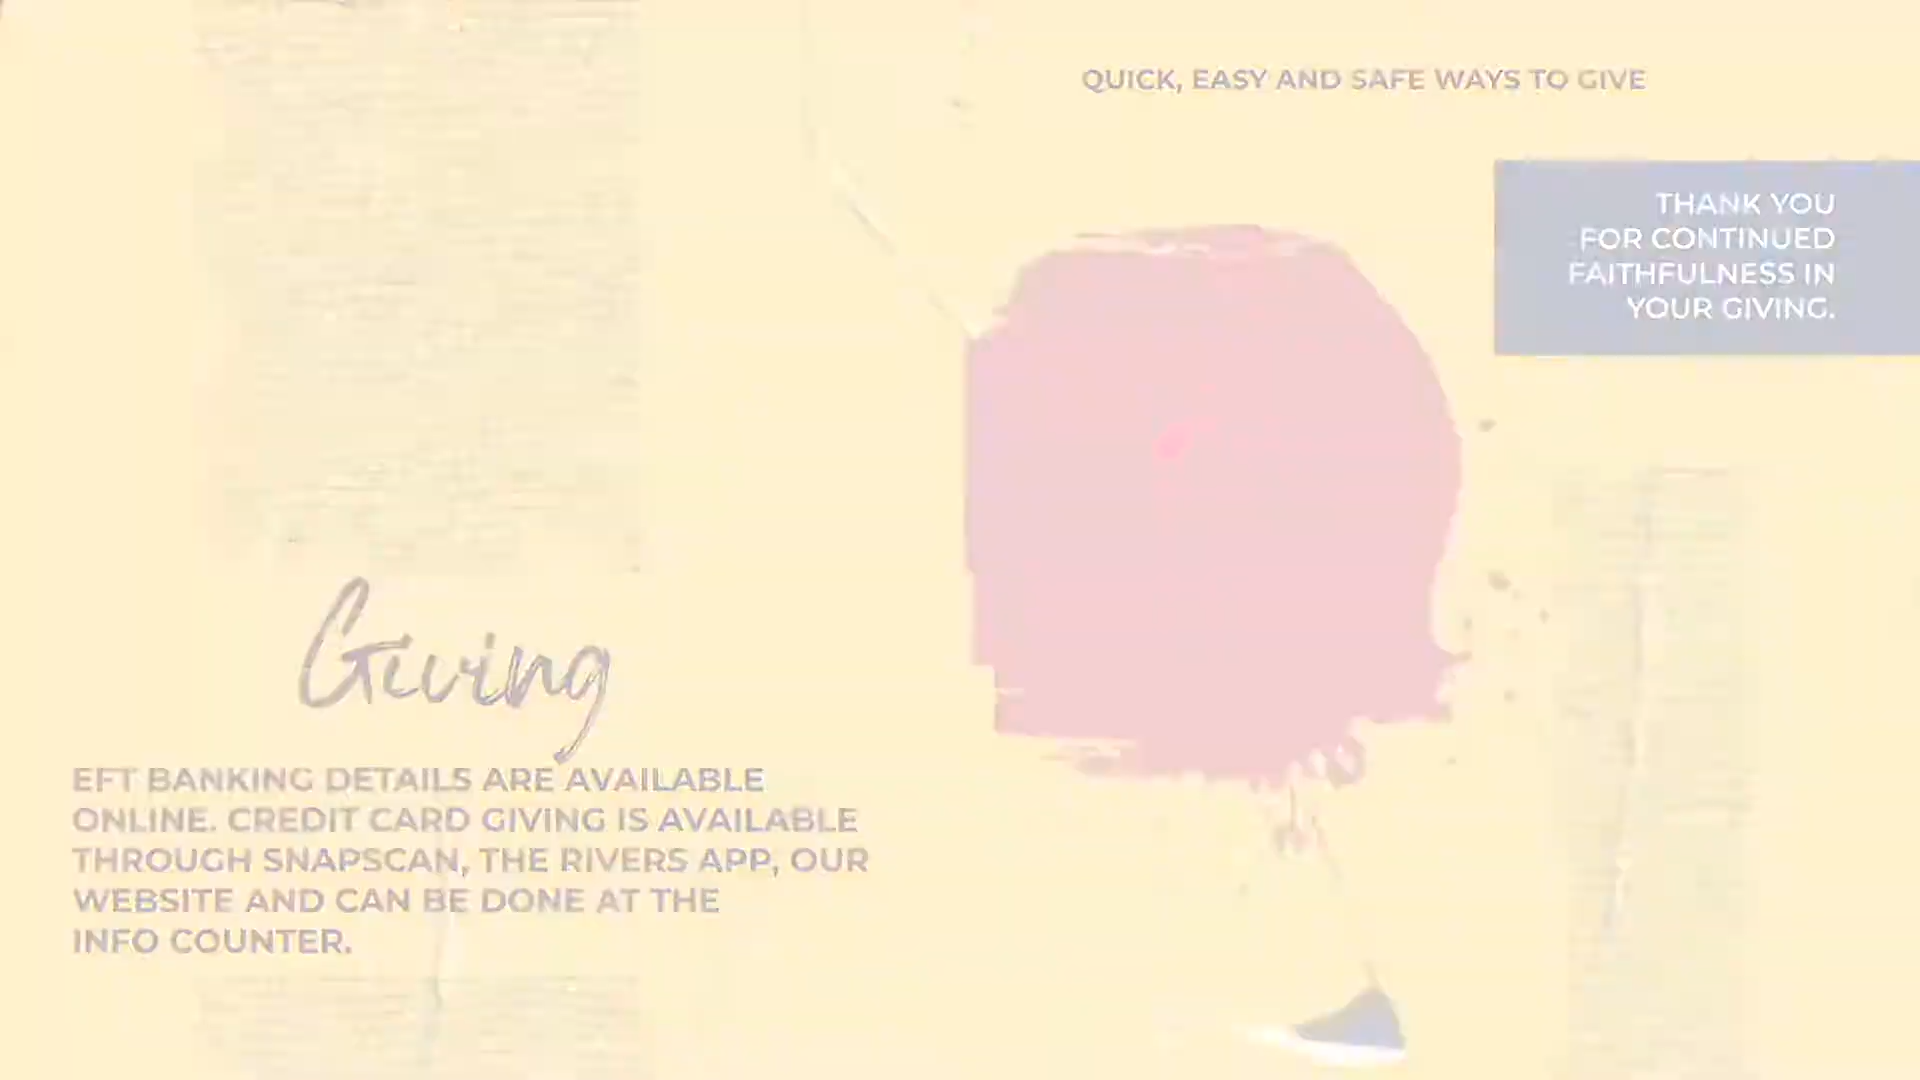 QUICK, EASY AND SAFE WAYS TO GIVE
THANK YOU
FOR CONTINUED
FAITHFULNESS IN
YOUR GIVING.
Giving
EFT BANKING DETAILS ARE AVAILABLE
ONLINE. CREDIT CARD GIVING IS AVAILABLE
THROUGH SNAPSCAN, THE RIVERS APP, OUR
WEBSITE AND CAN BE DONE AT THE
INFO COUNTER.